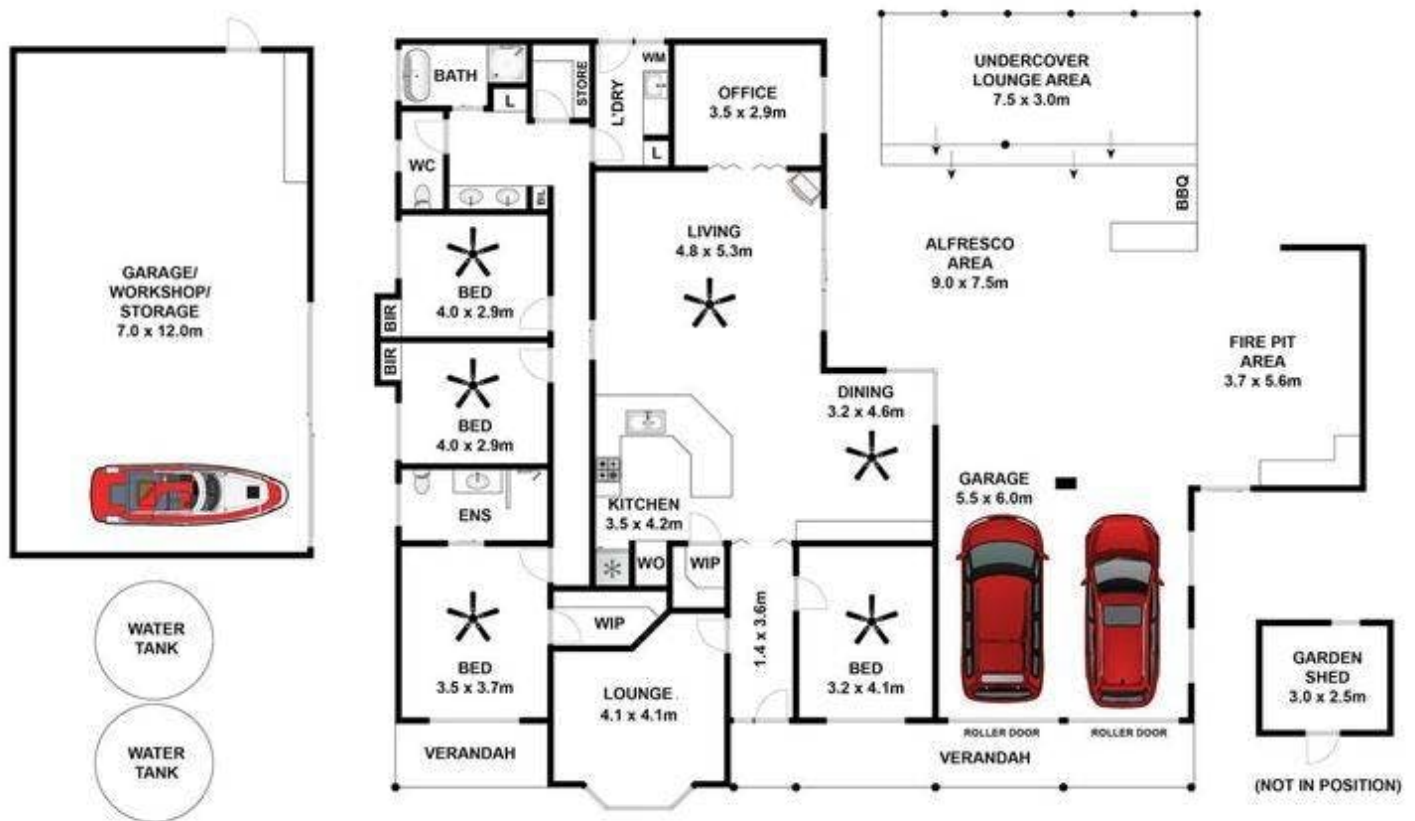 GARAGE/
WORKSHOP/
STORAGE
7.0 x 12.0m
WATER
TANK
WATER
TANK
BATH
L
STORE
L'DRY
WM
L
OFFICE
3.5 x 2.9m
WC
BIL
BED
4.0 x 2.9m
BIR
BIR
BED
4.0 x 2.9m
ENS
BED
3.5 x 3.7m
VERANDAH
LIVING
4.8 x 5.3m
KITCHEN
3.5 x 4.2m
WO
WIP
WIP
LOUNGE
4.1 x 4.1m
1.4 x 3.6m
DINING
3.2 x 4.6m
BED
3.2 x 4.1m
UNDERCOVER
LOUNGE AREA
7.5 x 3.0m
BBQ
ALFRESCO
AREA
9.0 x 7.5m
FIRE PIT
AREA
3.7 x 5.6m
GARAGE
5.5 x 6.0m
ROLLER DOOR
ROLLER DOOR
VERANDAH
GARDEN
SHED
3.0 x 2.5m
(NOT IN POSITION)